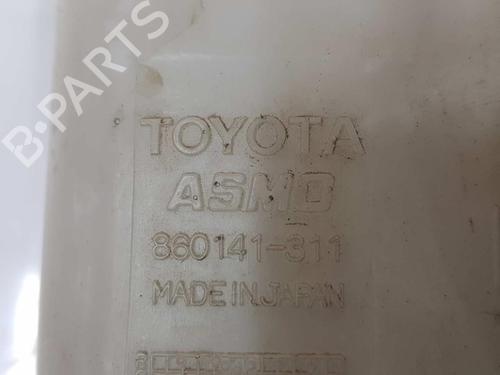 B-PARTS
TOYOTA
ASMO
860141-311
MADE IN JAPAN